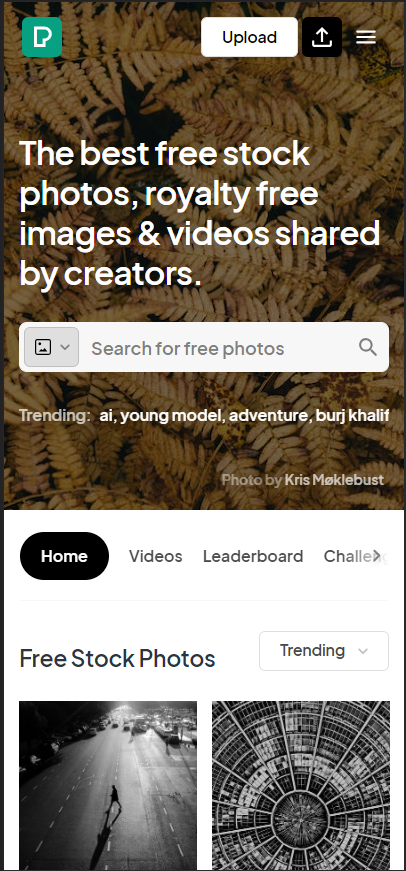 Upload
The best free stock
photos, royalty free
images & videos shared
by creators.
Search for free photos
Trending: ai, young model, adventure, burj khalif
Photo by Kris Møklebust
Home Videos Leaderboard Challeng
Free Stock Photos Trending